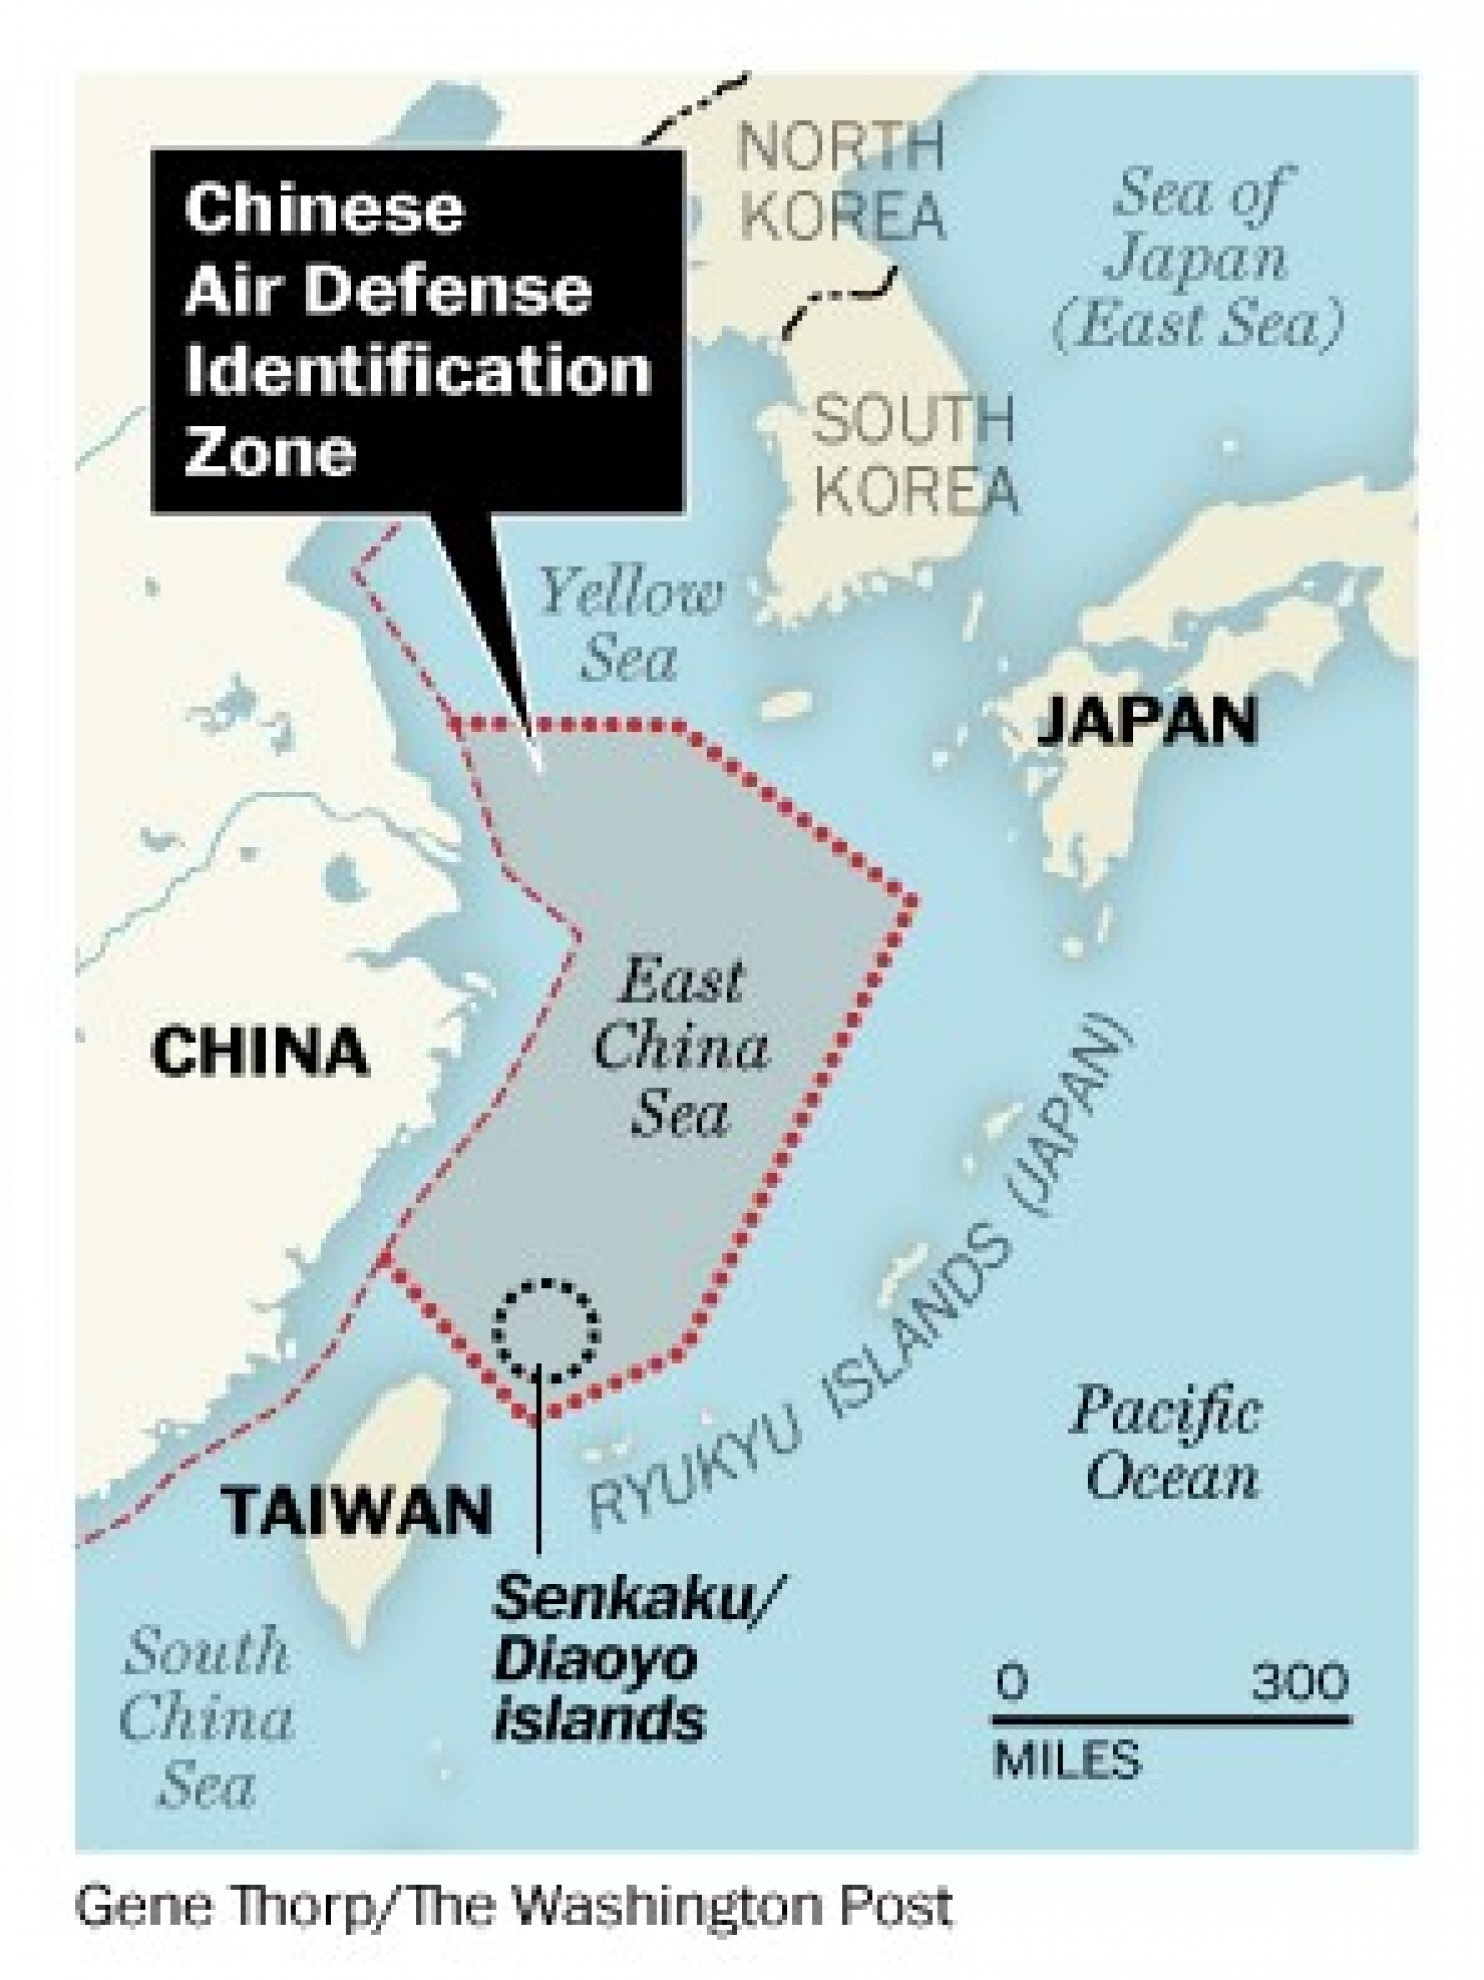 Chinese
Air Defense
Identification
Zone
NORTH
KOREA
Sea of
Japan
(East Sea)
SOUTH
KOREA
Yellow
Sea
JAPAN
East
China
Sea
CHINA
RYUKYU ISLANDS (JAPAN)
Pacific
Ocean
TAIWAN
Senkaku/
Diaoyo
islands
South
China
Sea
0 300
MILES
Gene Thorp/The Washington Post